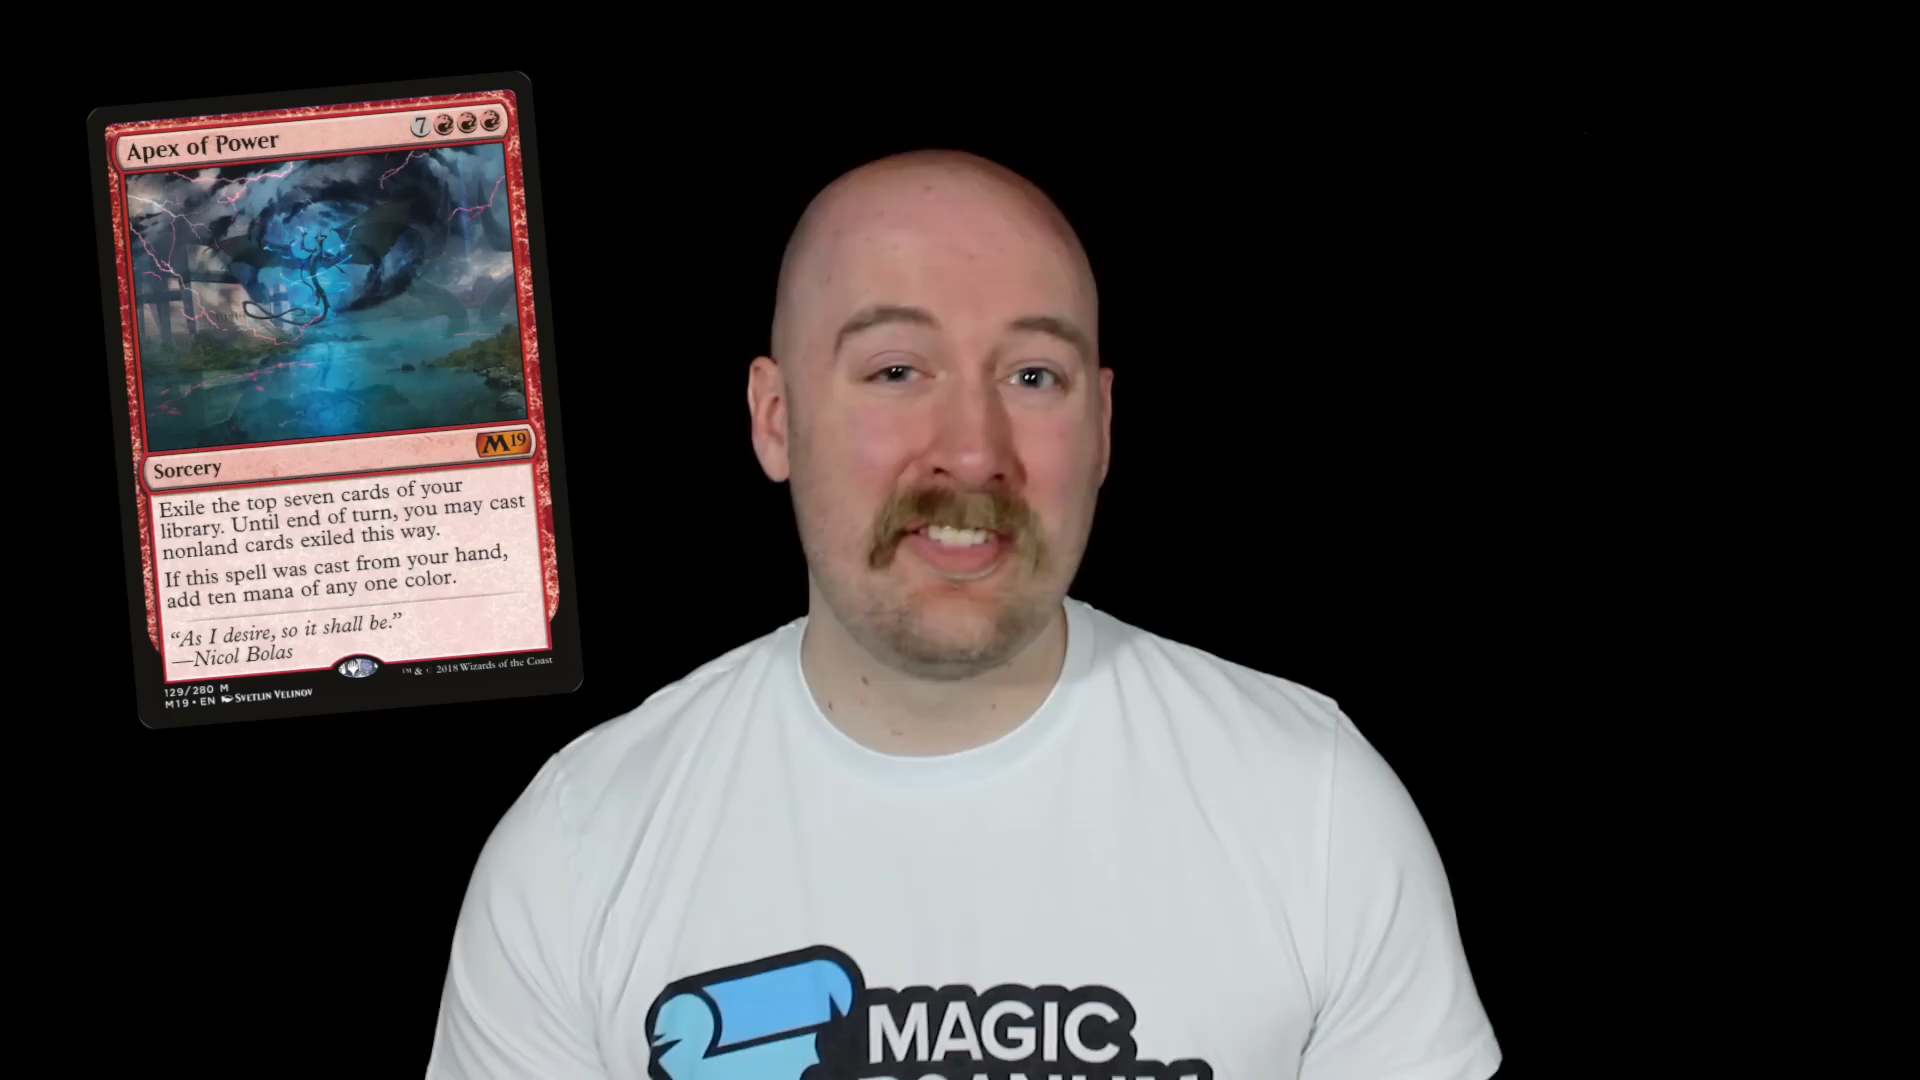 Apex of Power
7
M19
Sorcery
Exile the top seven cards of your
library. Until end of turn, you may cast
nonland cards exiled this way.
If this spell was cast from your hand,
add ten mana of any one color.
“As I desire, so it shall be.”
—Nicol Bolas
129/280 M
M19 • EN SVETLIN VELINOV
™ & © 2018 Wizards of the Coast
MAGIC